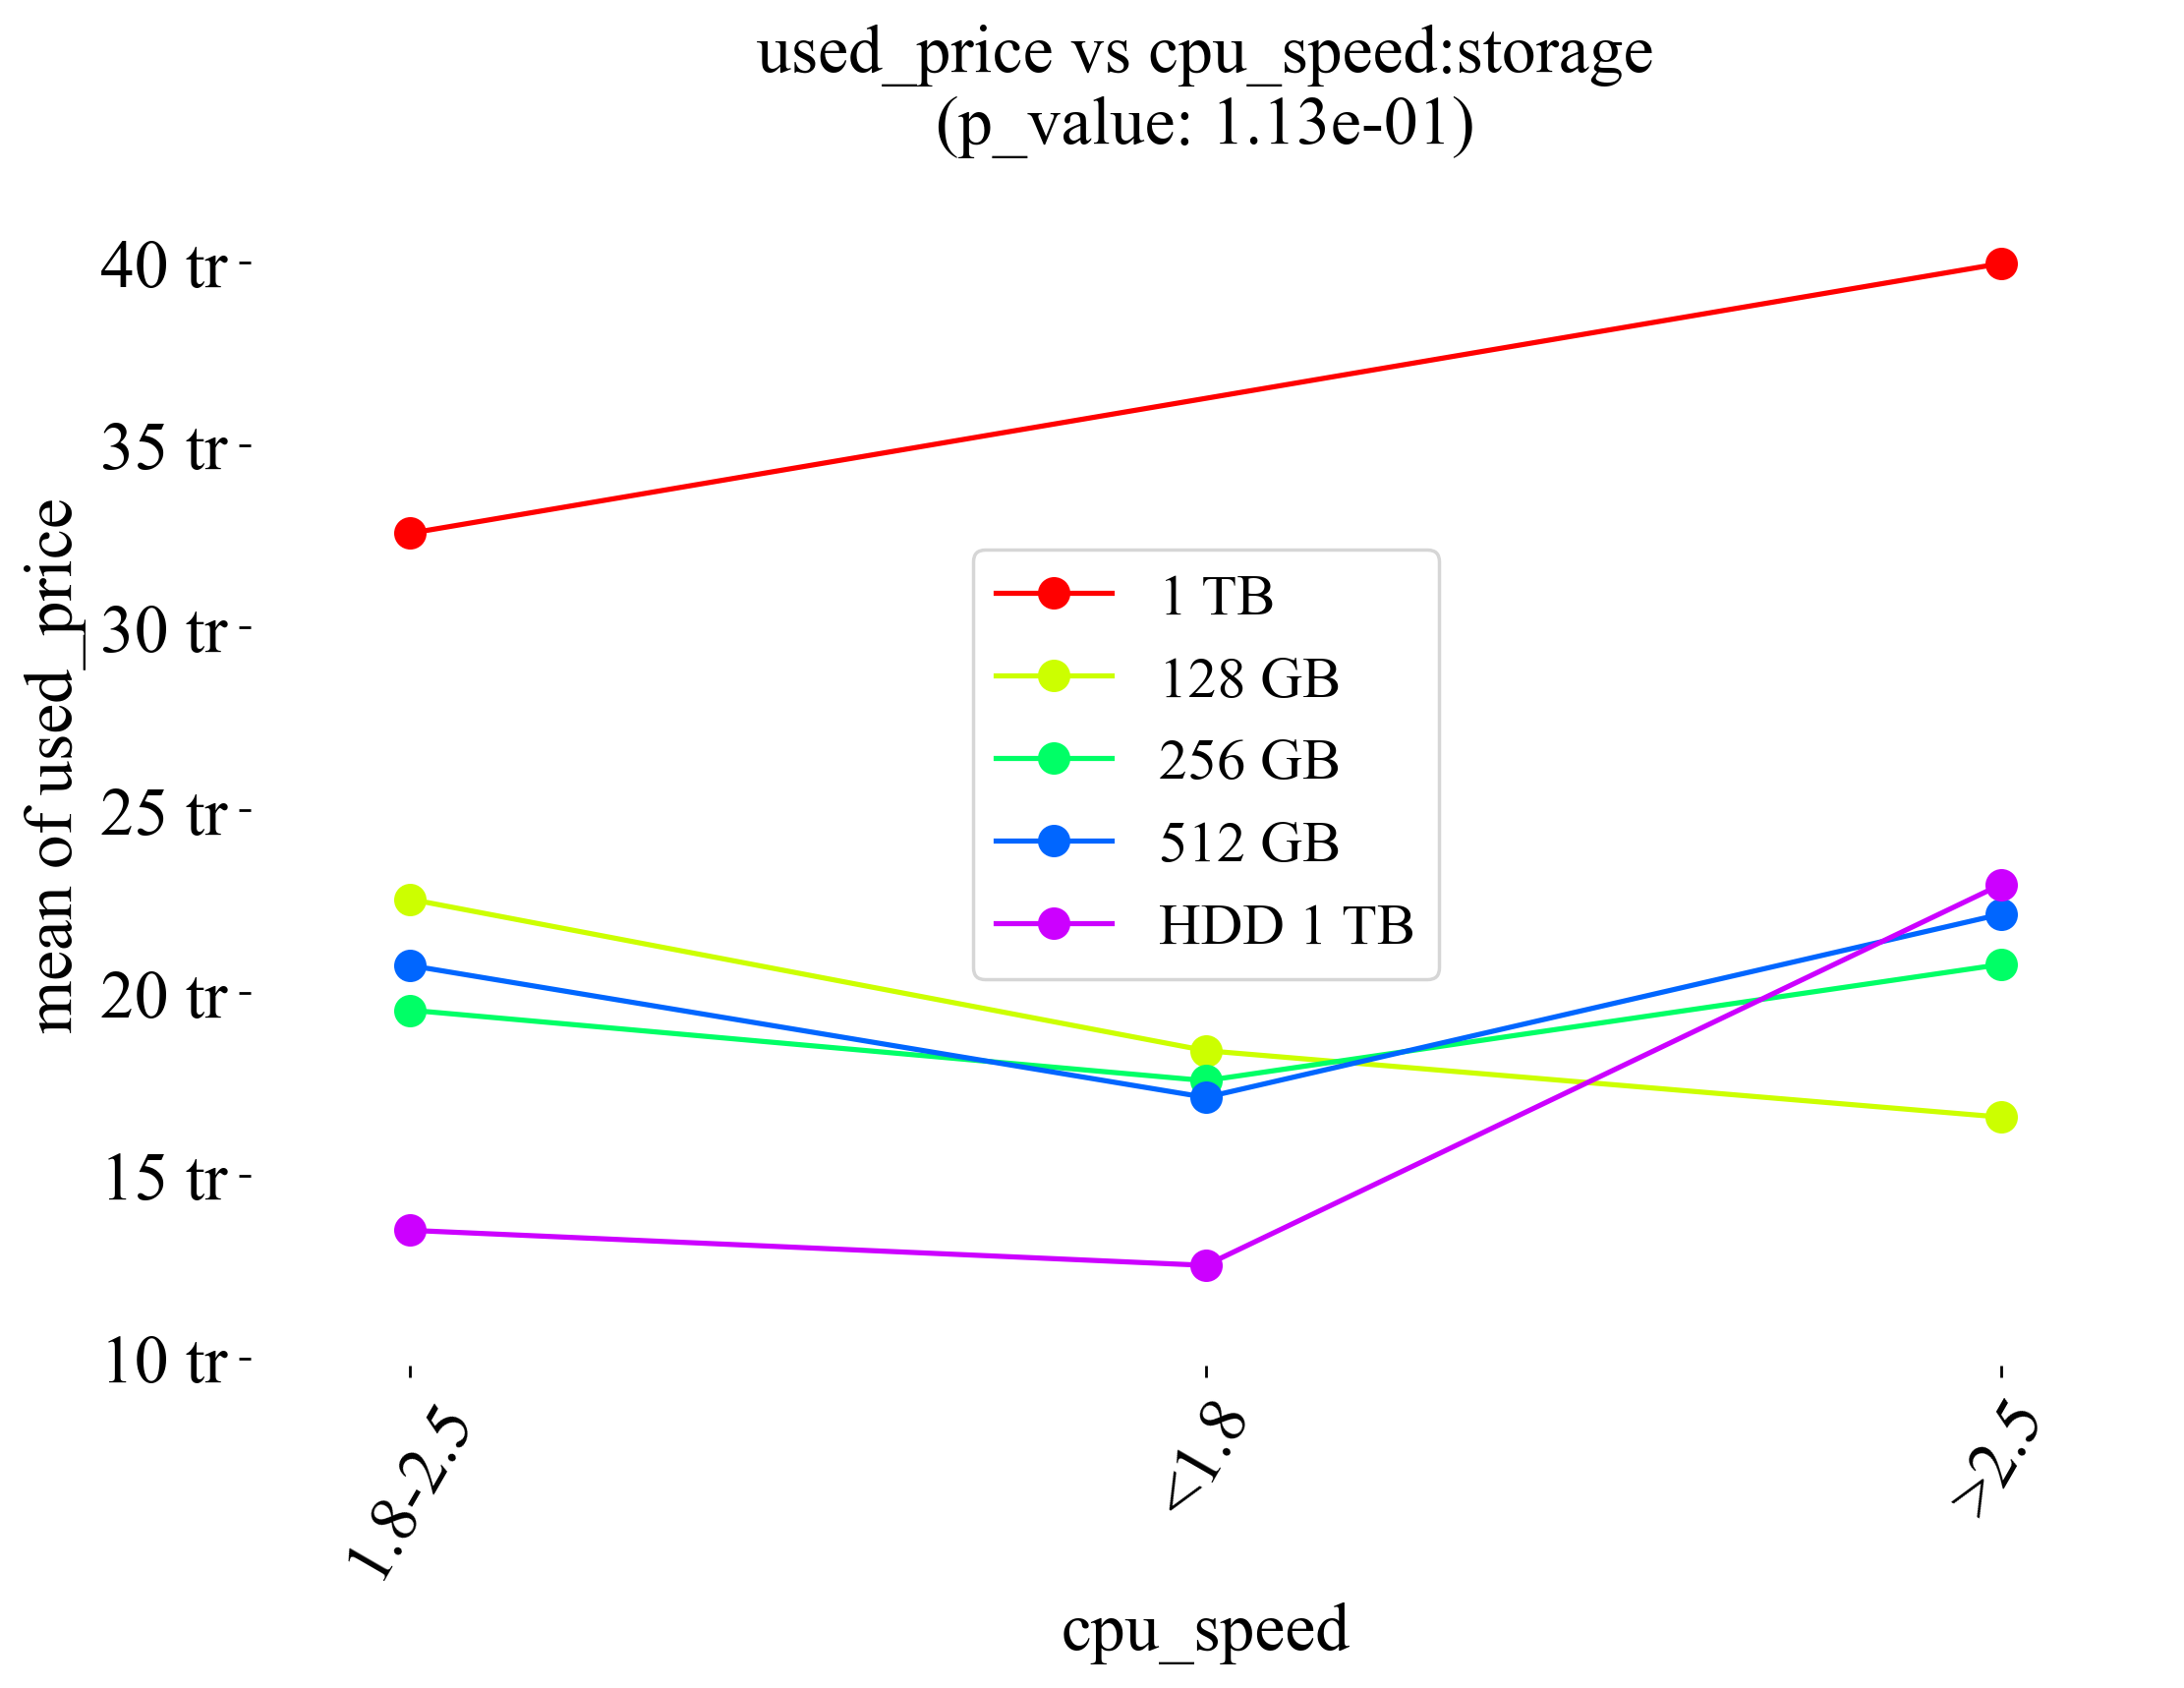 used_price vs cpu_speed:storage
(p_value: 1.13e-01)
mean of used_price
40 tr
35 tr
30 tr
25 tr
20 tr
15 tr
10 tr
1 TB
128 GB
256 GB
512 GB
HDD 1 TB
1.8-2.5
<1.8
>2.5
cpu_speed